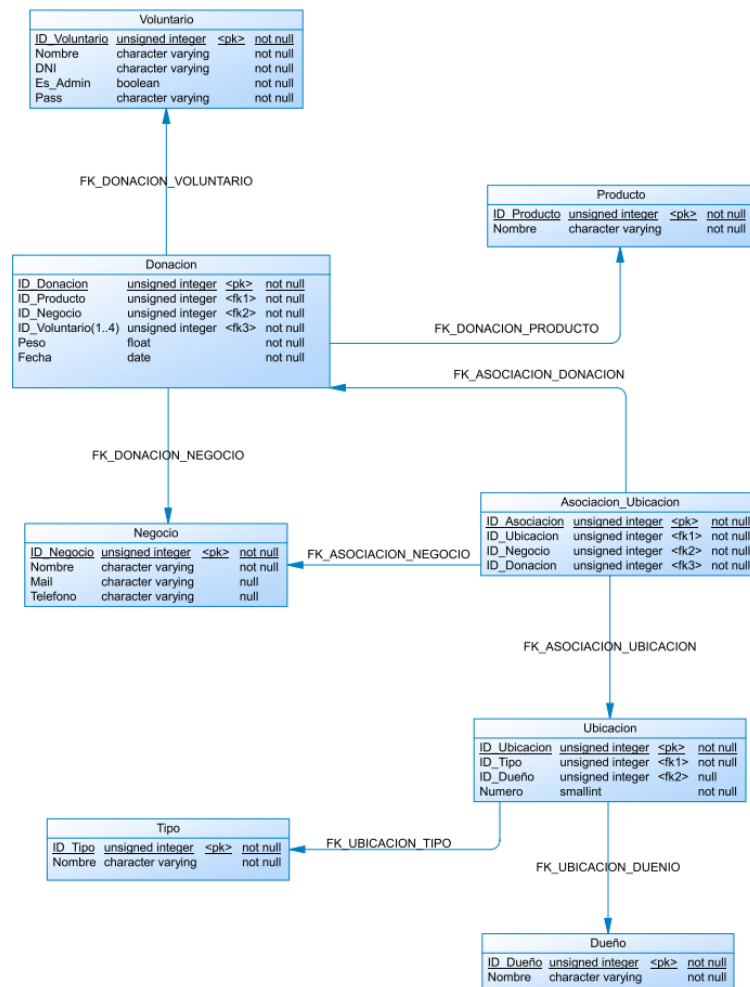 Voluntario
ID_Voluntario unsigned integer <pk> not null
Nombre character varying not null
DNI character varying not null
Es_Admin boolean not null
Pass character varying not null
FK_DONACION_VOLUNTARIO
Producto
ID_Producto unsigned integer <pk> not null
Nombre character varying not null
Donacion
ID_Donacion unsigned integer <pk> not null
ID_Producto unsigned integer <fk1> not null
ID_Negocio unsigned integer <fk2> not null
ID_Voluntario(1..4) unsigned integer <fk3> not null
Peso float not null
Fecha date not null
FK_DONACION_PRODUCTO
FK_ASOCIACION_DONACION
FK_DONACION_NEGOCIO
Asociacion_Ubicacion
ID_Asociacion unsigned integer <pk> not null
ID_Ubicacion unsigned integer <fk1> not null
ID_Negocio unsigned integer <fk2> not null
ID_Donacion unsigned integer <fk3> not null
Negocio
ID_Negocio unsigned integer <pk> not null
Nombre character varying not null
Mail character varying null
Telefono character varying null
FK_ASOCIACION_NEGOCIO
FK_ASOCIACION_UBICACION
Ubicacion
ID_Ubicacion unsigned integer <pk> not null
ID_Tipo unsigned integer <fk1> not null
ID_Dueño unsigned integer <fk2> null
Numero smallint not null
Tipo
ID_Tipo unsigned integer <pk> not null
Nombre character varying not null
FK_UBICACION_TIPO
FK_UBICACION_DUENIO
Dueño
ID_Dueño unsigned integer <pk> not null
Nombre character varying not null